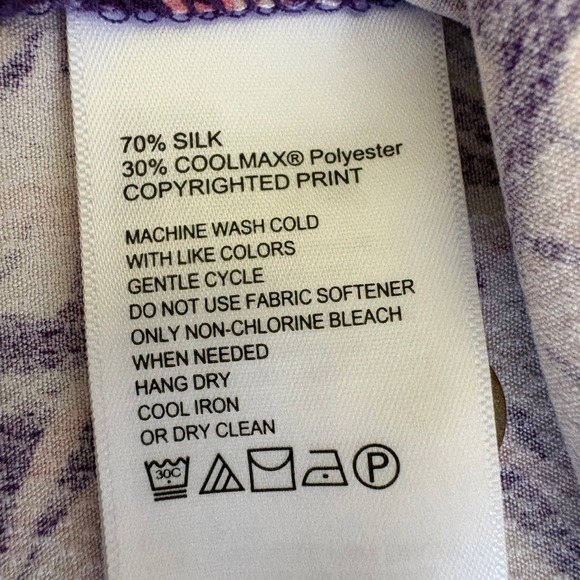 70% SILK
30% COOLMAX® Polyester
COPYRIGHTED PRINT
MACHINE WASH COLD
WITH LIKE COLORS
GENTLE CYCLE
DO NOT USE FABRIC SOFTENER
ONLY NON-CHLORINE BLEACH
WHEN NEEDED
HANG DRY
COOL IRON
OR DRY CLEAN
30C P